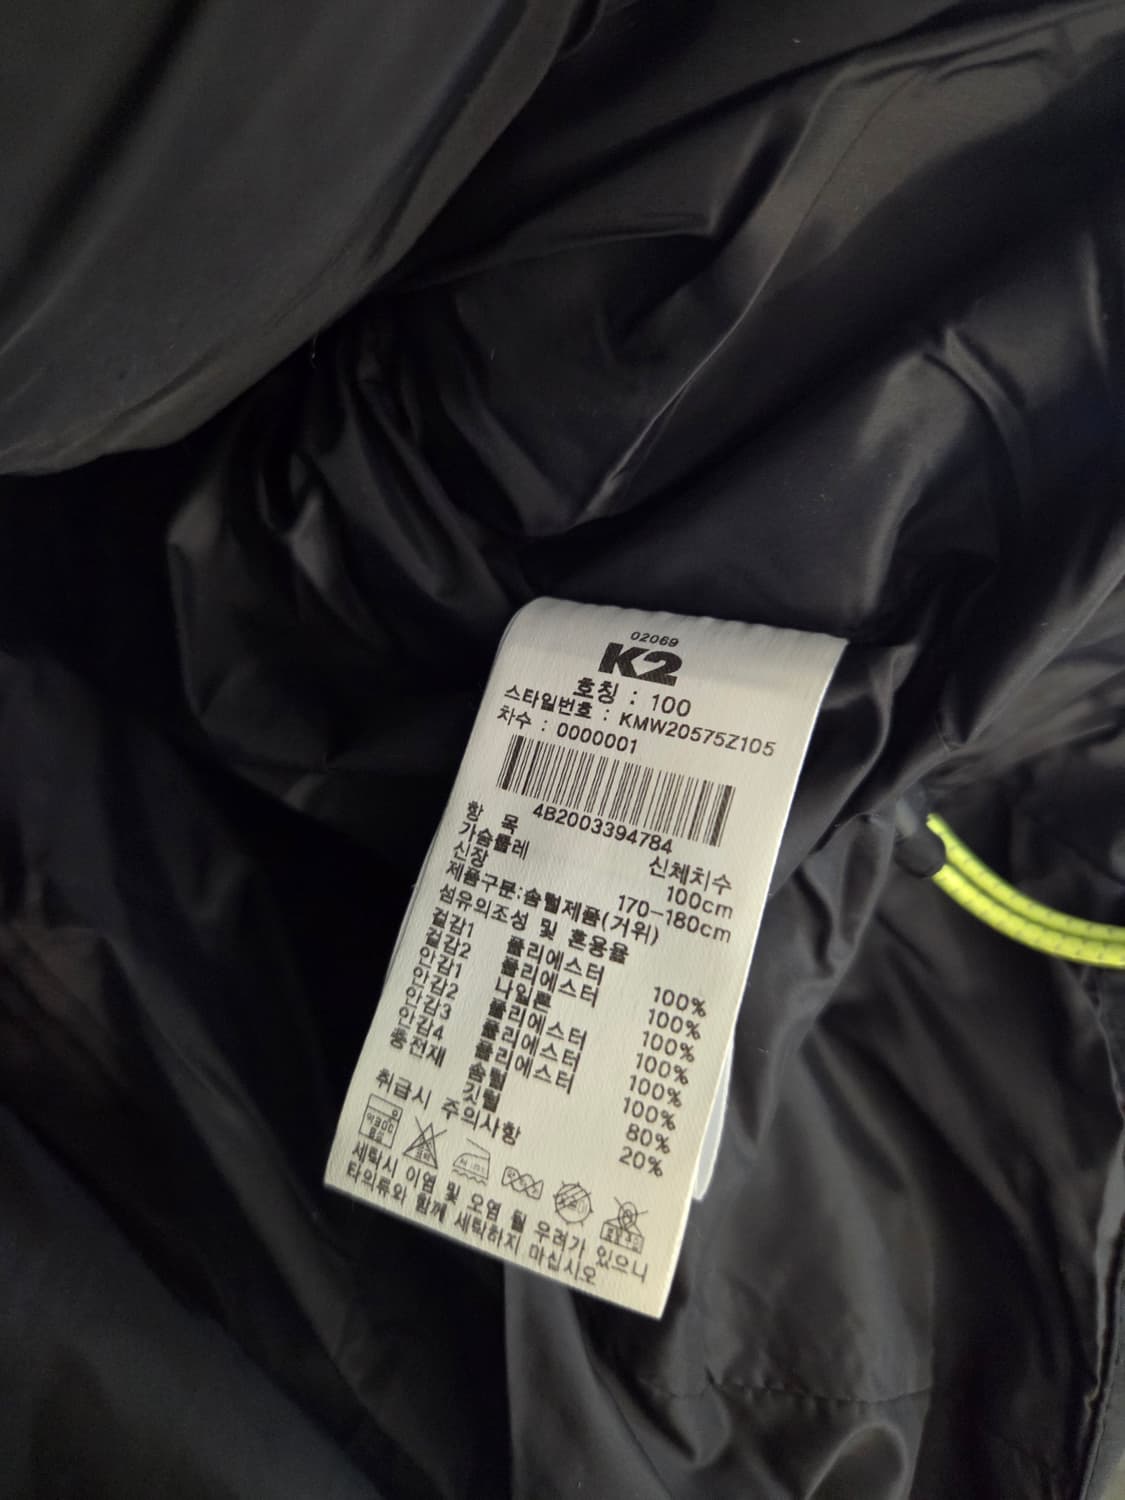 02069
K2
호칭 : 100
스타일번호 : KMW20575Z105
차수 : 0000001
4B2003394784
항 목 신체치수
가슴둘레 100cm
신장 170-180cm
제품구분:솜털제품(거위)
섬유의조성 및 혼용율
겉감1 폴리에스터 100%
겉감2 폴리에스터 100%
안감1 나일론 100%
안감2 폴리에스터 100%
안감3 폴리에스터 100%
안감4 폴리에스터 100%
충전재 솜털 80%
깃털 20%
취급시 주의사항
세탁시 이염 및 오염 될 우려가 있으니
타의류와 함께 세탁하지 마십시오